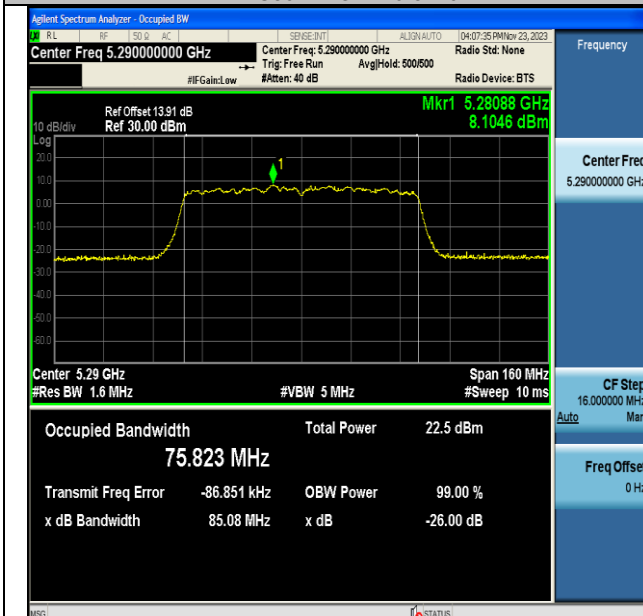 Agilent Spectrum Analyzer - Occupied BW
LXI RL RF 50 Ω AC SENSE:INT ALIGN AUTO 04:07:35 PM Nov 23, 2023
Center Freq 5.290000000 GHz
Center Freq: 5.290000000 GHz
Radio Std: None
Trig: Free Run Avg|Hold: 500/500
#IFGain:Low #Atten: 40 dB Radio Device: BTS
Ref Offset 13.91 dB
Mkr1 5.28088 GHz
10 dB/div Ref 30.00 dBm 8.1046 dBm
Log
20.0
1
10.0
0.00
-10.0
-20.0
-30.0
-40.0
-50.0
-60.0
Center 5.29 GHz Span 160 MHz
#Res BW 1.6 MHz #VBW 5 MHz #Sweep 10 ms
Occupied Bandwidth Total Power 22.5 dBm
75.823 MHz
Transmit Freq Error -86.851 kHz OBW Power 99.00 %
x dB Bandwidth 85.08 MHz x dB -26.00 dB
MSG STATUS
Frequency
Center Freq
5.290000000 GHz
CF Step
16.000000 MHz
Auto Man
Freq Offset
0 Hz